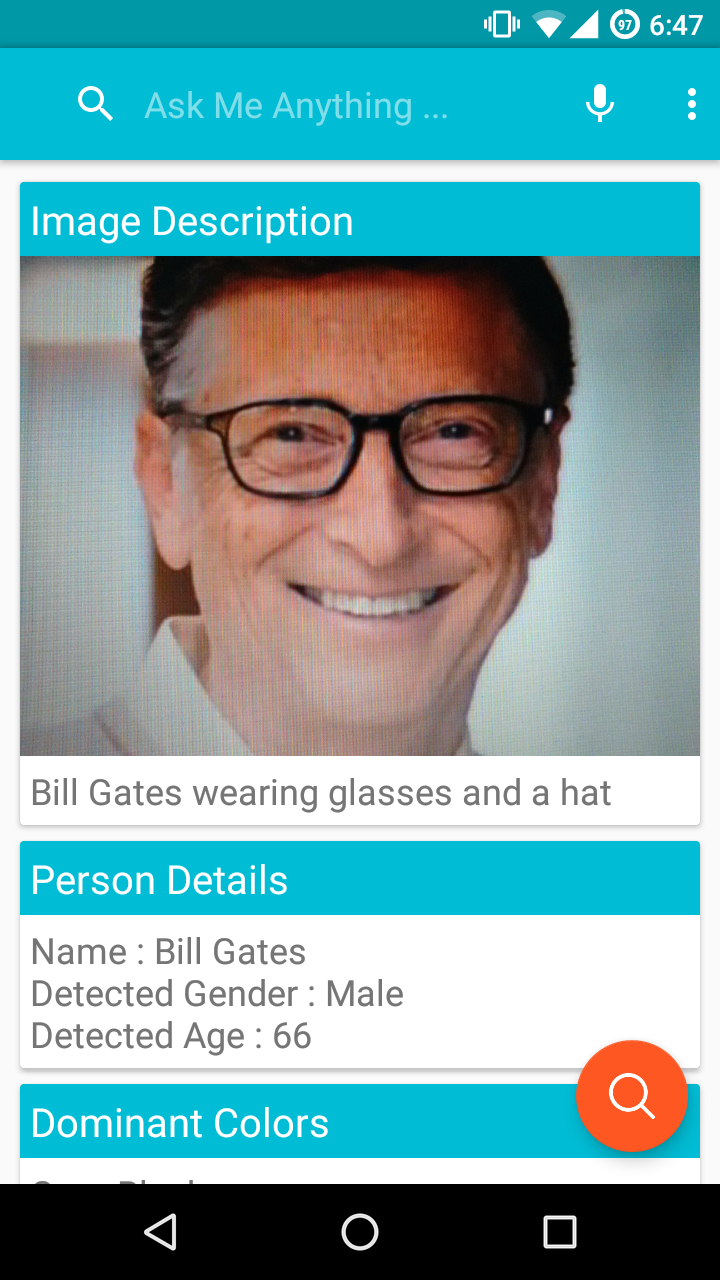 97 6:47
Ask Me Anything ...
Image Description
Bill Gates wearing glasses and a hat
Person Details
Name : Bill Gates
Detected Gender : Male
Detected Age : 66
Dominant Colors